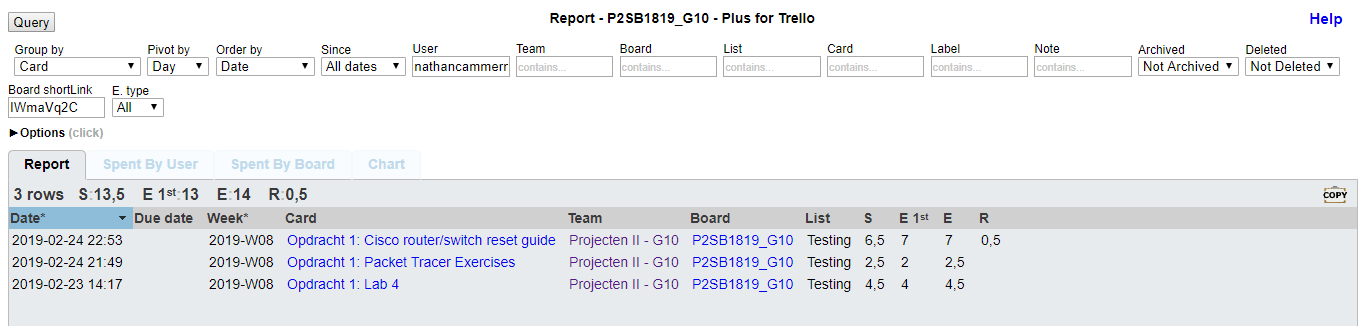 Report - P2SB1819_G10 - Plus for Trello
Query
Help
Group by Pivot by Order by Since User Team Board List Card Label Note Archived Deleted
Card Day Date All dates nathancammerr contains... contains... contains... contains... contains... contains... Not Archived Not Deleted
Board shortLink E. type
lWmaVq2C All
▶Options (click)
Report Spent By User Spent By Board Chart
3 rows S:13,5 E 1st:13 E:14 R:0,5
COPY
Date* Due date Week* Card Team Board List S E 1st E R
2019-02-24 22:53 2019-W08 Opdracht 1: Cisco router/switch reset guide Projecten II - G10 P2SB1819_G10 Testing 6,5 7 7 0,5
2019-02-24 21:49 2019-W08 Opdracht 1: Packet Tracer Exercises Projecten II - G10 P2SB1819_G10 Testing 2,5 2 2,5
2019-02-23 14:17 2019-W08 Opdracht 1: Lab 4 Projecten II - G10 P2SB1819_G10 Testing 4,5 4 4,5